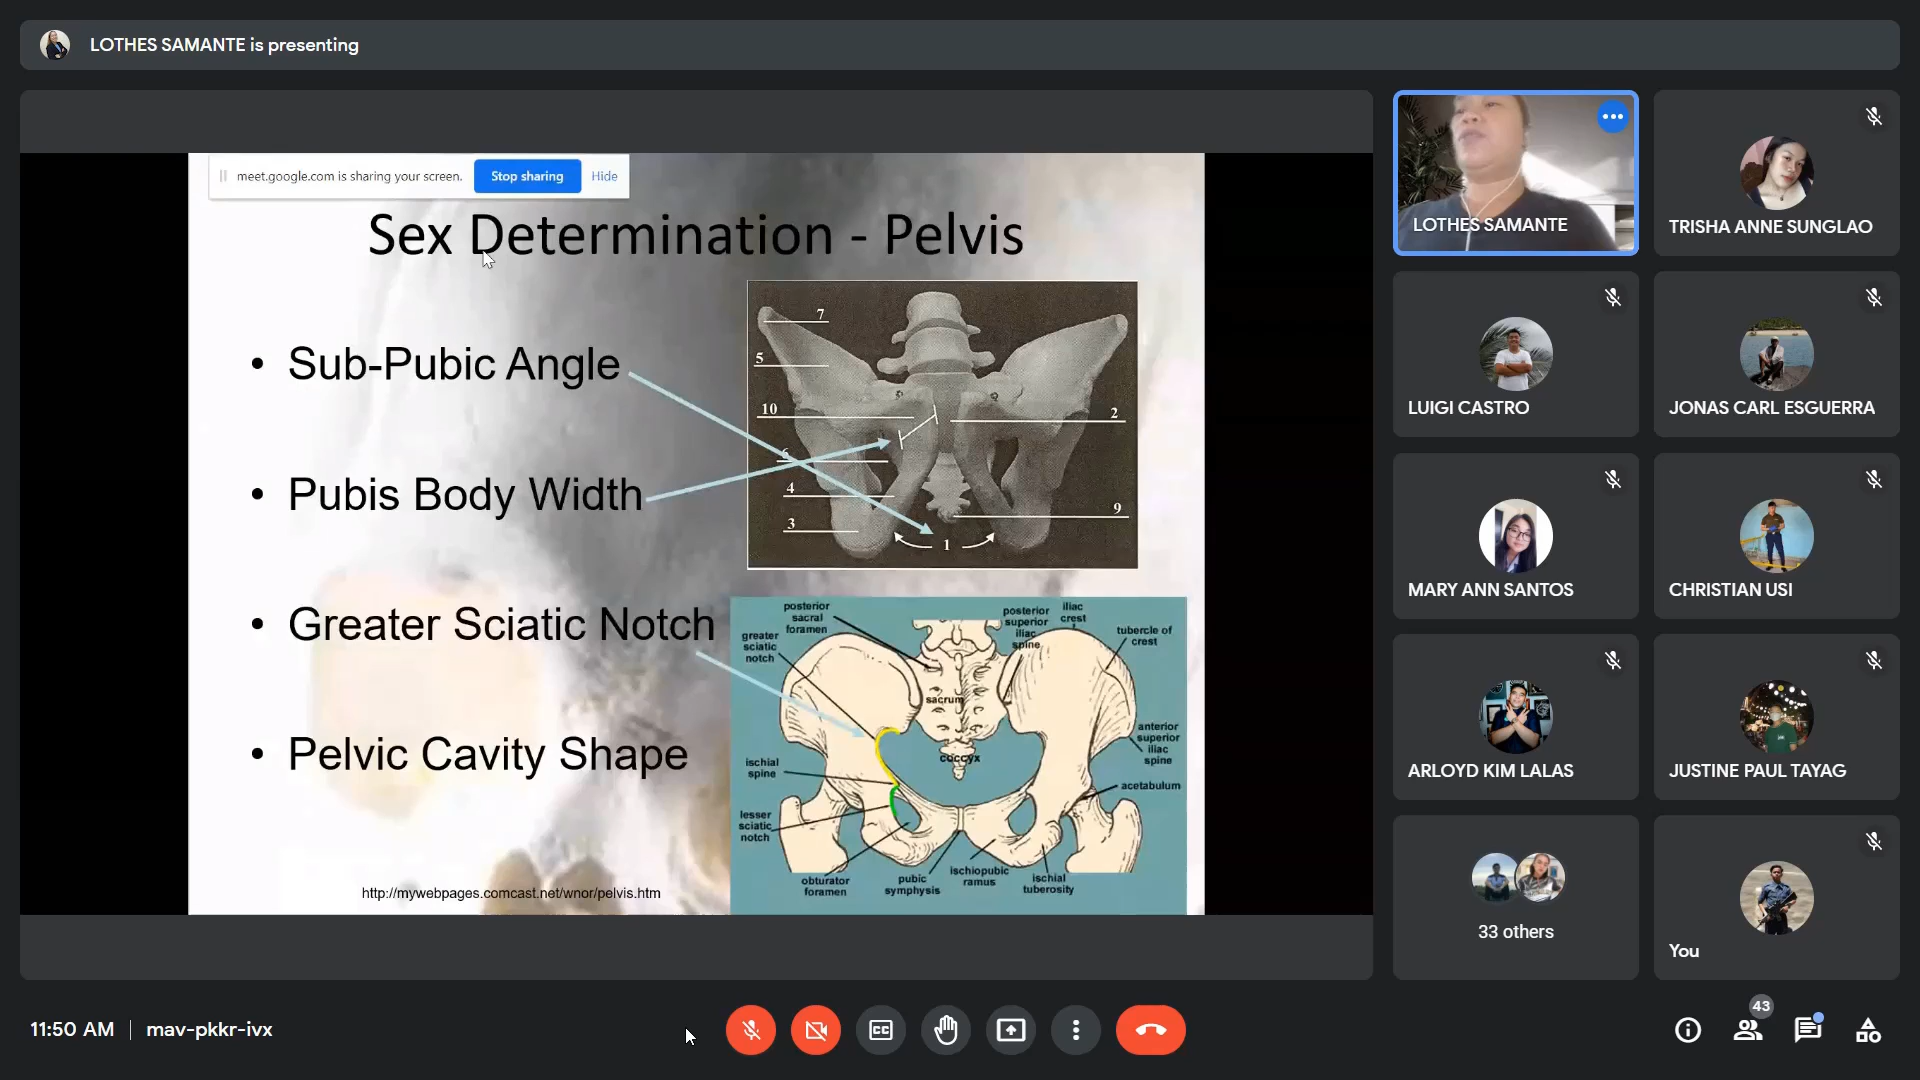 LOTHES SAMANTE is presenting
meet.google.com is sharing your screen.
Stop sharing
Hide
Sex Determination - Pelvis
• Sub-Pubic Angle
• Pubis Body Width
• Greater Sciatic Notch
• Pelvic Cavity Shape
http://mywebpages.comcast.net/wnor/pelvis.htm
7
5
10
2
6
4
3
9
1
posterior
sacral
foramen
greater
sciatic
notch
posterior
superior
iliac
spine
iliac
crest
tubercle of
crest
sacrum
coccyx
anterior
superior
iliac
spine
ischial
spine
acetabulum
lesser
sciatic
notch
obturator
foramen
pubic
symphysis
ischiopubic
ramus
ischial
tuberosity
LOTHES SAMANTE
TRISHA ANNE SUNGLAO
LUIGI CASTRO
JONAS CARL ESGUERRA
MARY ANN SANTOS
CHRISTIAN USI
ARLOYD KIM LALAS
JUSTINE PAUL TAYAG
33 others
You
11:50 AM | mav-pkkr-ivx
CC
43